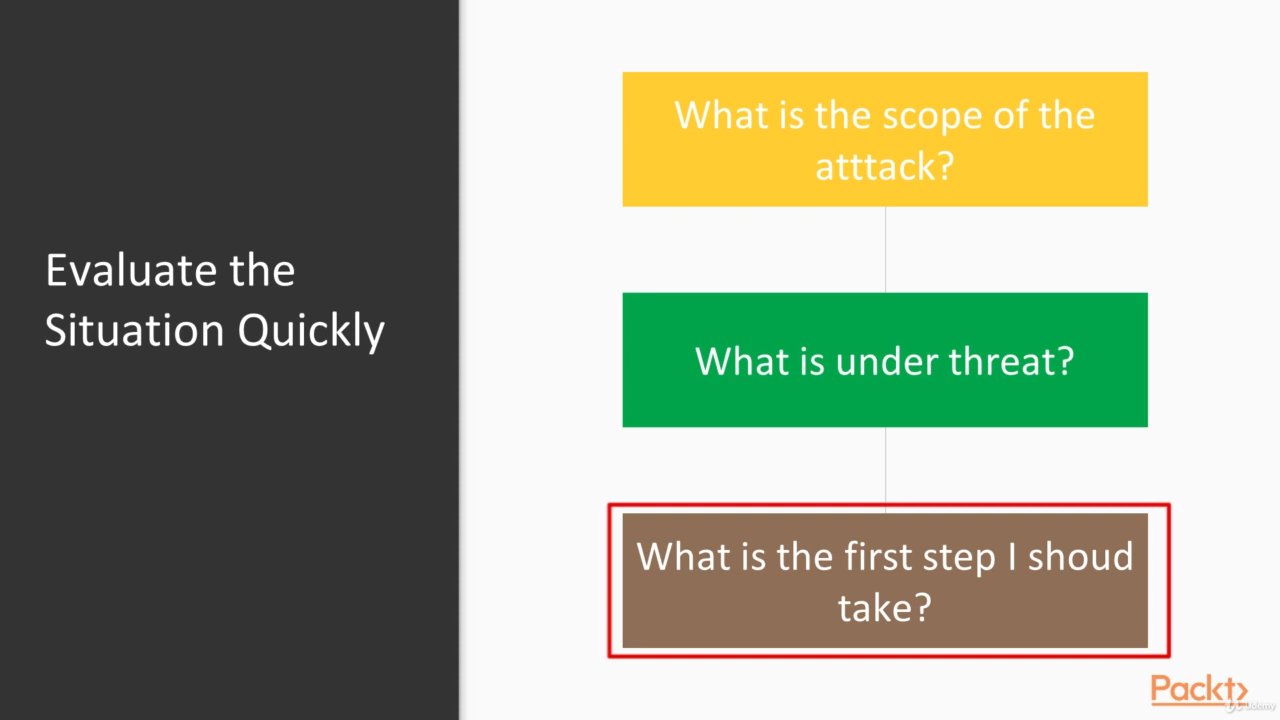 Evaluate the
Situation Quickly
What is the scope of the
atttack?
What is under threat?
What is the first step I shoud
take?
Packt
Udemy